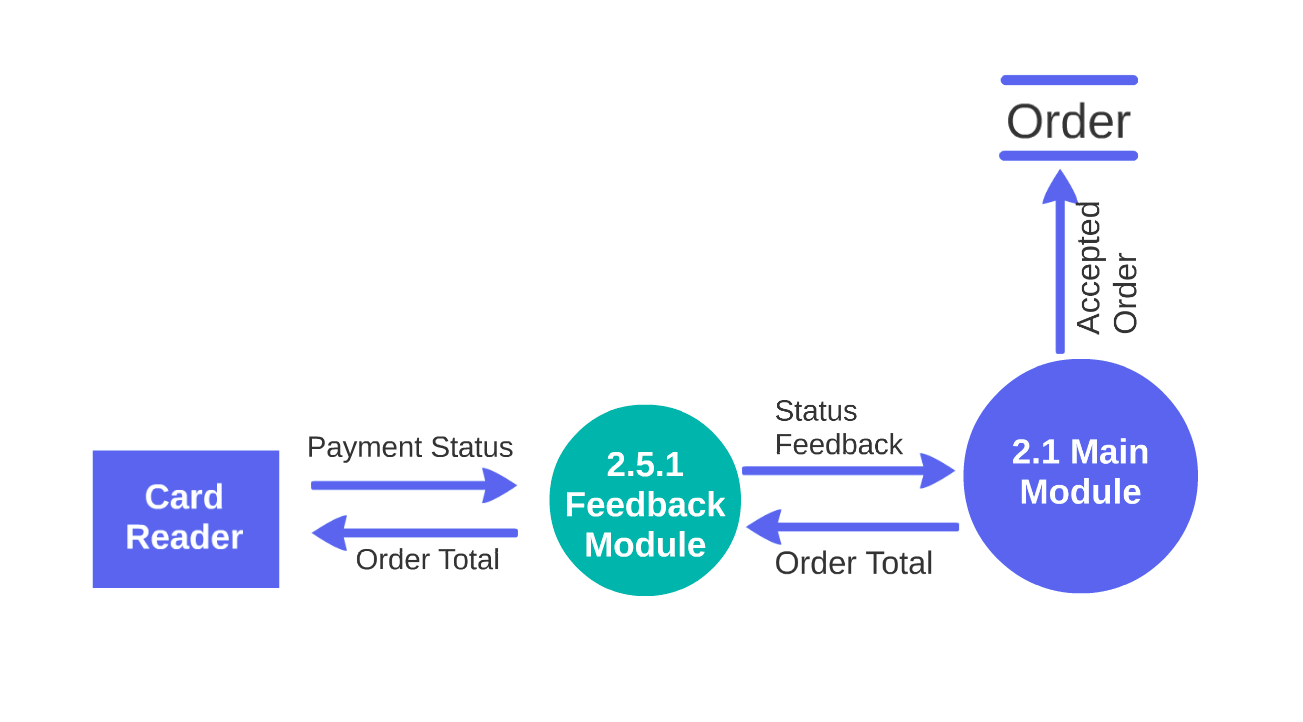 Order
Accepted
Order
Status
Feedback
Payment Status
2.1 Main
Module
2.5.1
Feedback
Module
Card
Reader
Order Total
Order Total